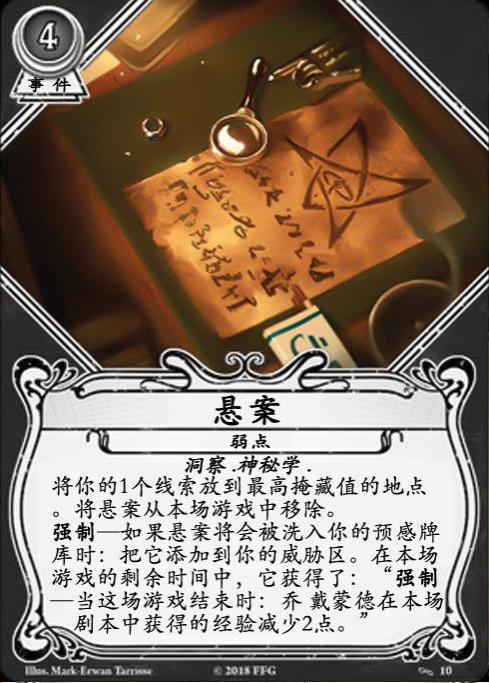 4
事件
悬案
弱点
洞察.神秘学.
将你的1个线索放到最高掩藏值的地点
。将悬案从本场游戏中移除。
强制—如果悬案将会被洗入你的预感牌
库时：把它添加到你的威胁区。在本场
游戏的剩余时间中，它获得了：“强制
—当这场游戏结束时：乔 戴蒙德在本场
剧本中获得的经验减少2点。”
Illus. Mark-Erwan Tarrisse
© 2018 FFG
10